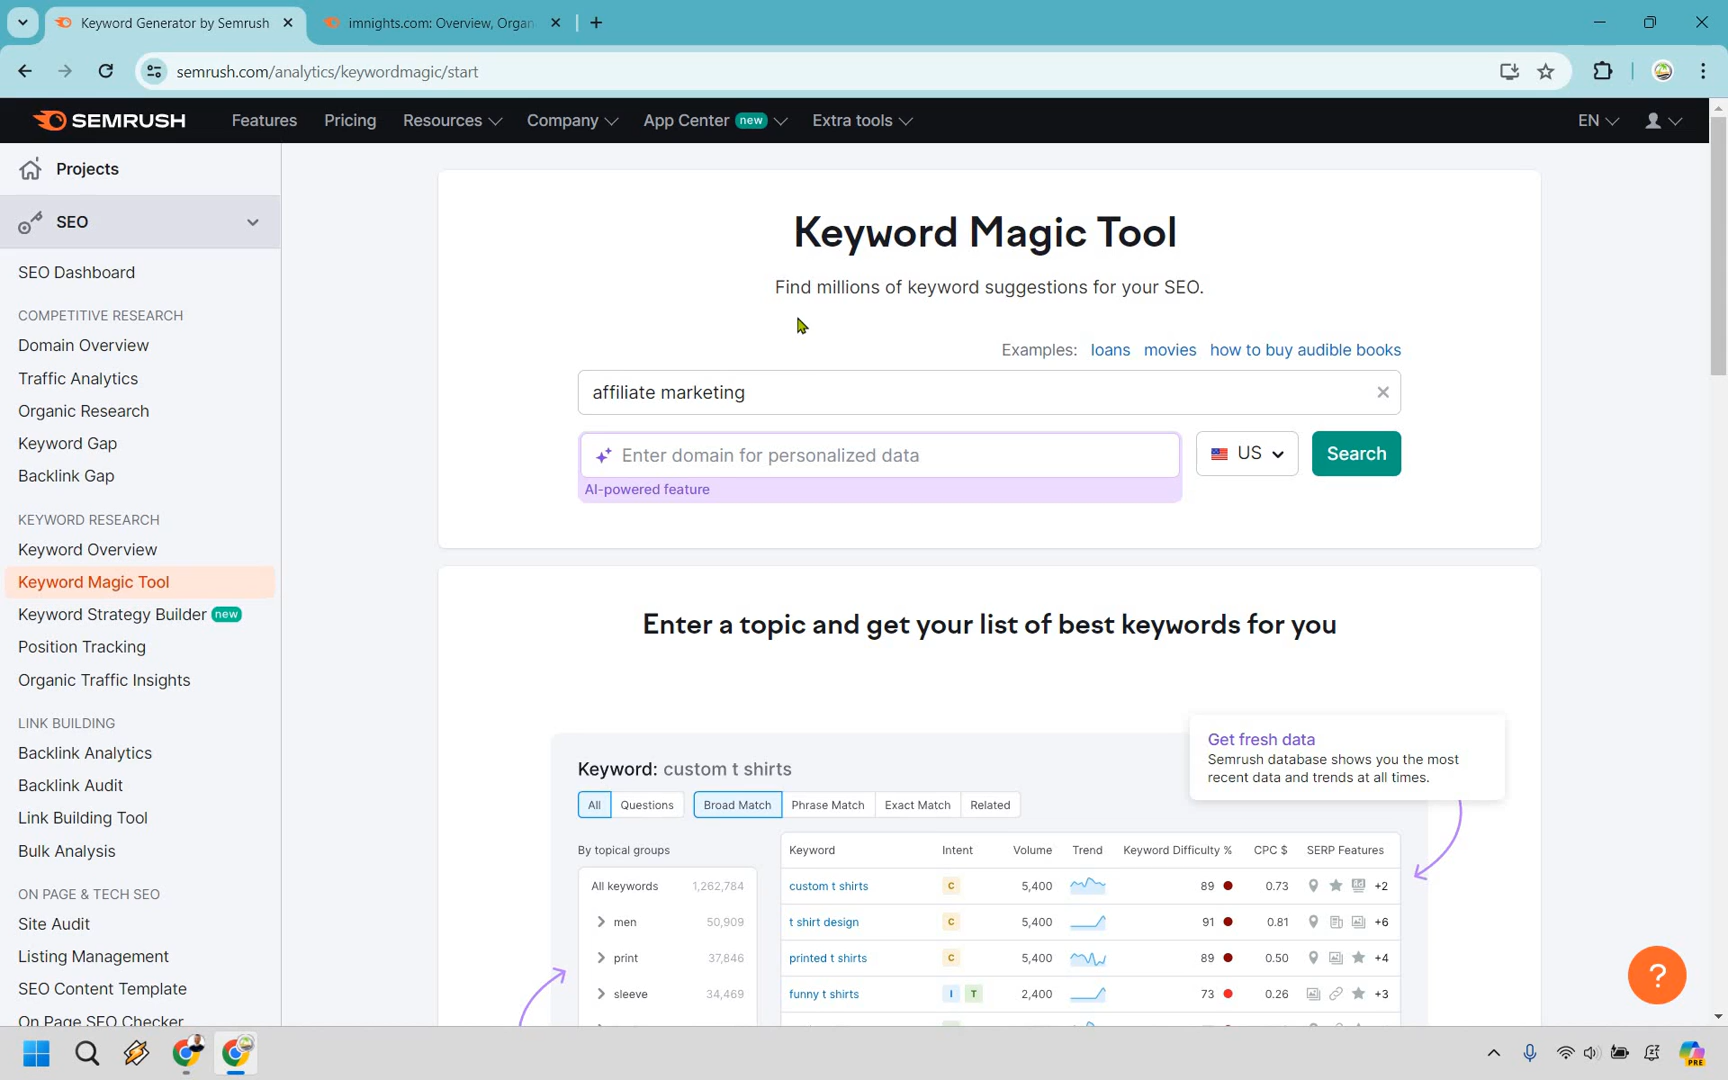 Keyword Generator by Semrush
imnights.com: Overview, Organ
semrush.com/analytics/keywordmagic/start
SEMRUSH
Features
Pricing
Resources
Company
App Center new
Extra tools
EN
Projects
SEO
SEO Dashboard
COMPETITIVE RESEARCH
Domain Overview
Traffic Analytics
Organic Research
Keyword Gap
Backlink Gap
KEYWORD RESEARCH
Keyword Overview
Keyword Magic Tool
Keyword Strategy Builder new
Position Tracking
Organic Traffic Insights
LINK BUILDING
Backlink Analytics
Backlink Audit
Link Building Tool
Bulk Analysis
ON PAGE & TECH SEO
Site Audit
Listing Management
SEO Content Template
On Page SEO Checker
Keyword Magic Tool
Find millions of keyword suggestions for your SEO.
Examples: loans movies how to buy audible books
affiliate marketing
Enter domain for personalized data
US
Search
AI-powered feature
Enter a topic and get your list of best keywords for you
Get fresh data
Semrush database shows you the most
recent data and trends at all times.
Keyword: custom t shirts
All Questions Broad Match Phrase Match Exact Match Related
By topical groups
All keywords 1,262,784
men 50,909
print 37,846
sleeve 34,469
Keyword Intent Volume Trend Keyword Difficulty % CPC $ SERP Features
custom t shirts C 5,400 89 0.73 +2
t shirt design C 5,400 91 0.81 +6
printed t shirts C 5,400 89 0.50 +4
funny t shirts I T 2,400 73 0.26 +3
?
PRE